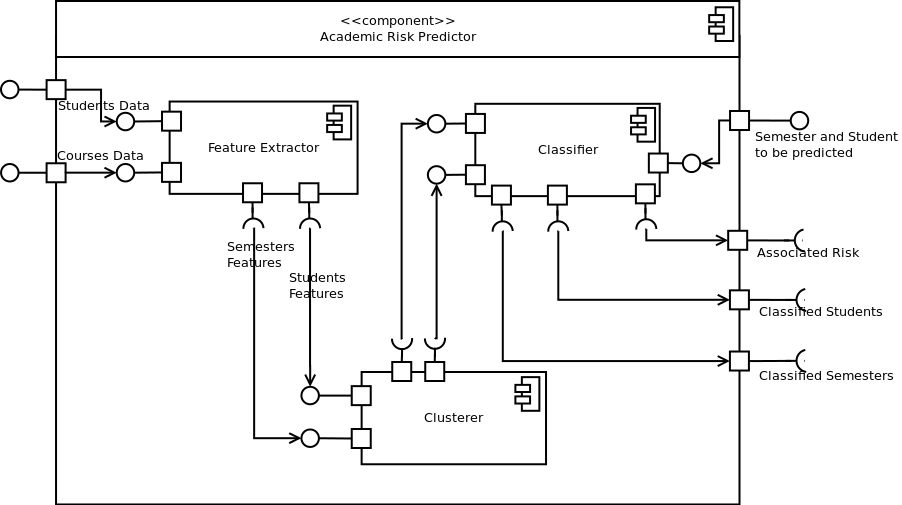 <<component>>
Academic Risk Predictor
Students Data
Feature Extractor
Classifier
Semester and Student
to be predicted
Courses Data
Semesters
Features
Students
Features
Associated Risk
Classified Students
Classified Semesters
Clusterer